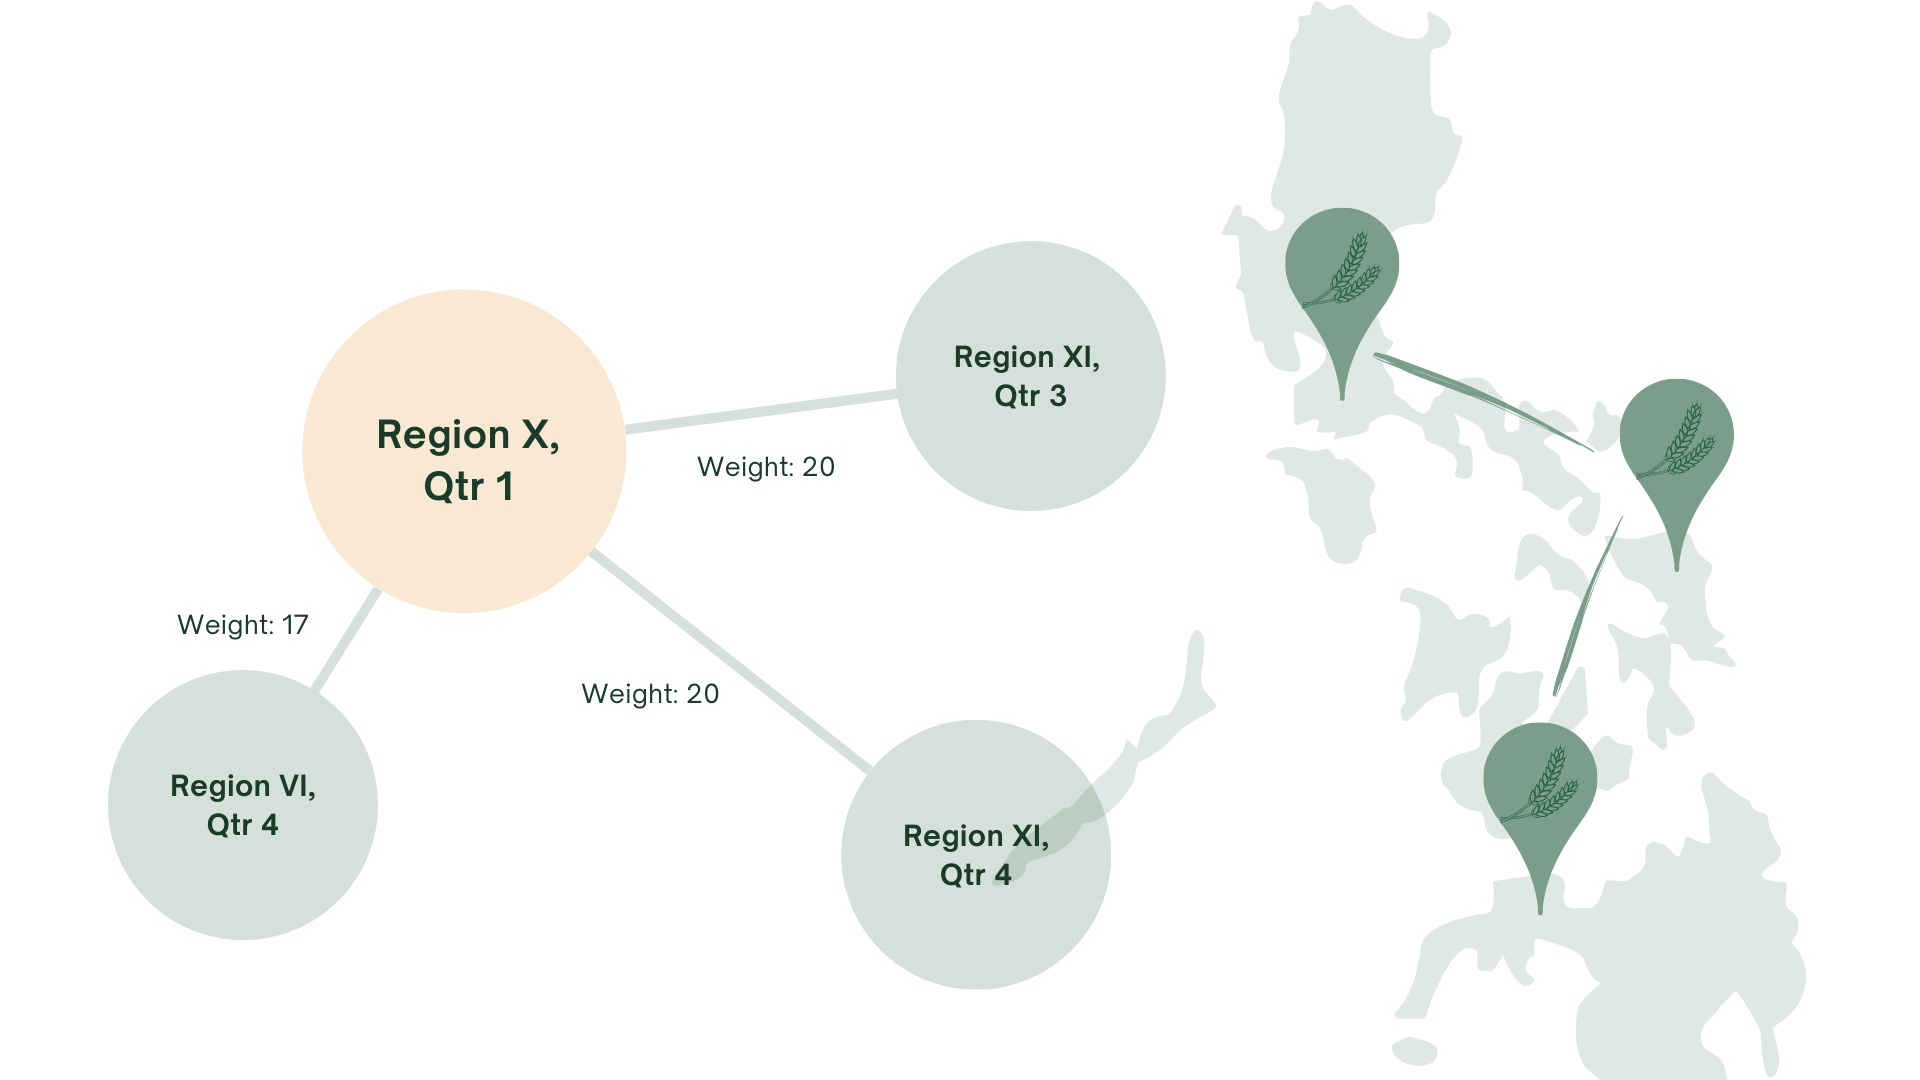 Region X,
Qtr 1
Region XI,
Qtr 3
Weight: 20
Weight: 17
Weight: 20
Region VI,
Qtr 4
Region XI,
Qtr 4